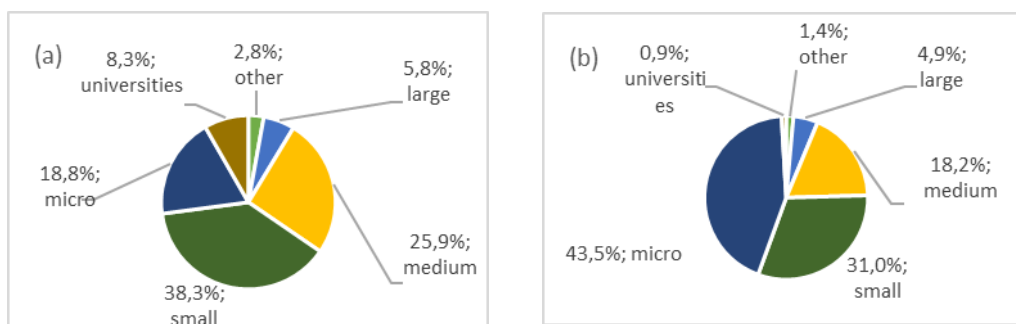 (a)
8,3%;
universities
2,8%;
other
5,8%;
large
18,8%;
micro
25,9%;
medium
38,3%;
small
(b)
0,9%;
universiti
es
1,4%;
other
4,9%;
large
18,2%;
medium
43,5%; micro
31,0%;
small